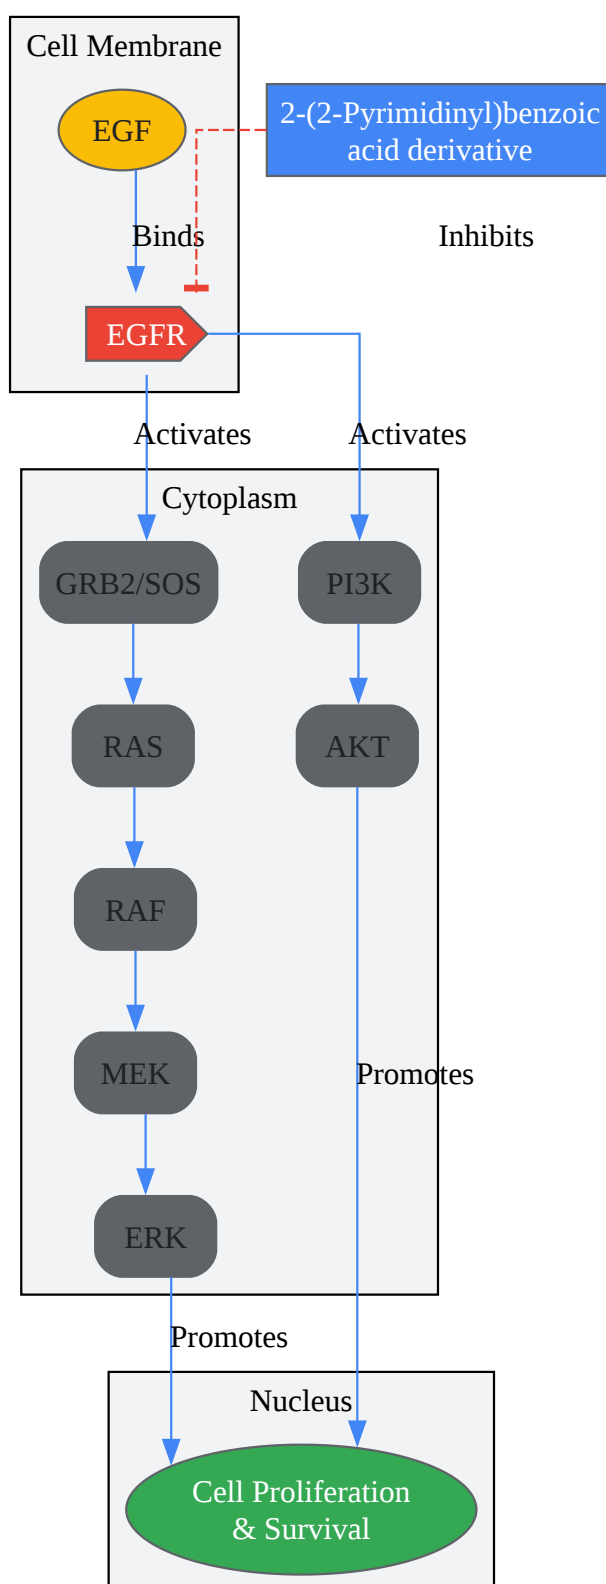 Cell Membrane
EGF
2-(2-Pyrimidinyl)benzoic
acid derivative
Binds
Inhibits
EGFR
Activates
Activates
Cytoplasm
GRB2/SOS
PI3K
RAS
AKT
RAF
MEK
Promotes
ERK
Promotes
Nucleus
Cell Proliferation
& Survival